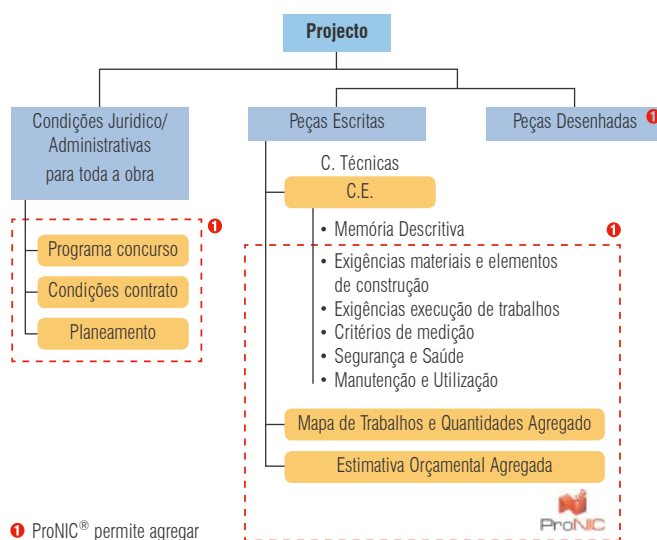 Projecto
Condições Juridico/
Administrativas
para toda a obra
Peças Escritas
Peças Desenhadas 1
C. Técnicas
C.E.
1
Programa concurso
Condições contrato
Planeamento
• Memória Descritiva
1
• Exigências materiais e elementos
de construção
• Exigências execução de trabalhos
• Critérios de medição
• Segurança e Saúde
• Manutenção e Utilização
Mapa de Trabalhos e Quantidades Agregado
Estimativa Orçamental Agregada
ProNIC
1 ProNIC® permite agregar